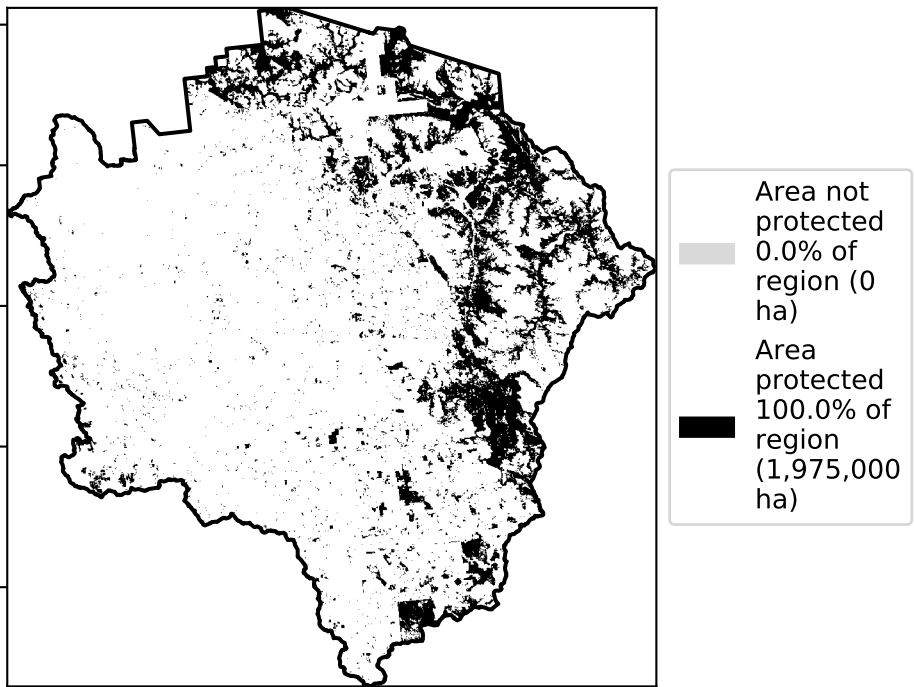 Area not
protected
0.0% of
region (0
ha)
Area
protected
100.0% of
region
(1,975,000
ha)